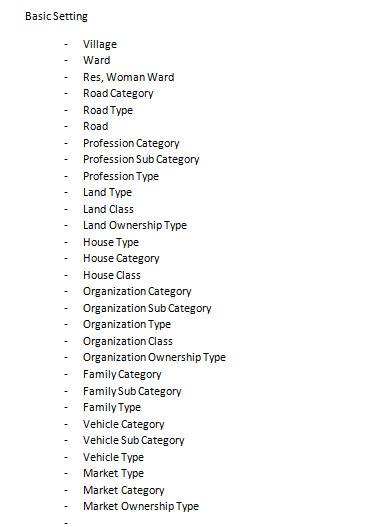 Basic Setting
- Village
- Ward
- Res, Woman Ward
- Road Category
- Road Type
- Road
- Profession Category
- Profession Sub Category
- Profession Type
- Land Type
- Land Class
- Land Ownership Type
- House Type
- House Category
- House Class
- Organization Category
- Organization Sub Category
- Organization Type
- Organization Class
- Organization Ownership Type
- Family Category
- Family Sub Category
- Family Type
- Vehicle Category
- Vehicle Sub Category
- Vehicle Type
- Market Type
- Market Category
- Market Ownership Type
-